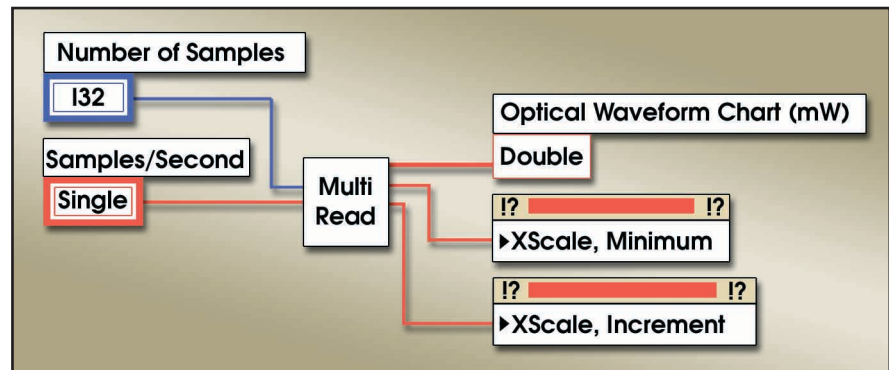 Number of Samples
I32
Samples/Second
Single
Multi
Read
Optical Waveform Chart (mW)
Double
!? !?
▸XScale, Minimum
!? !?
▸XScale, Increment